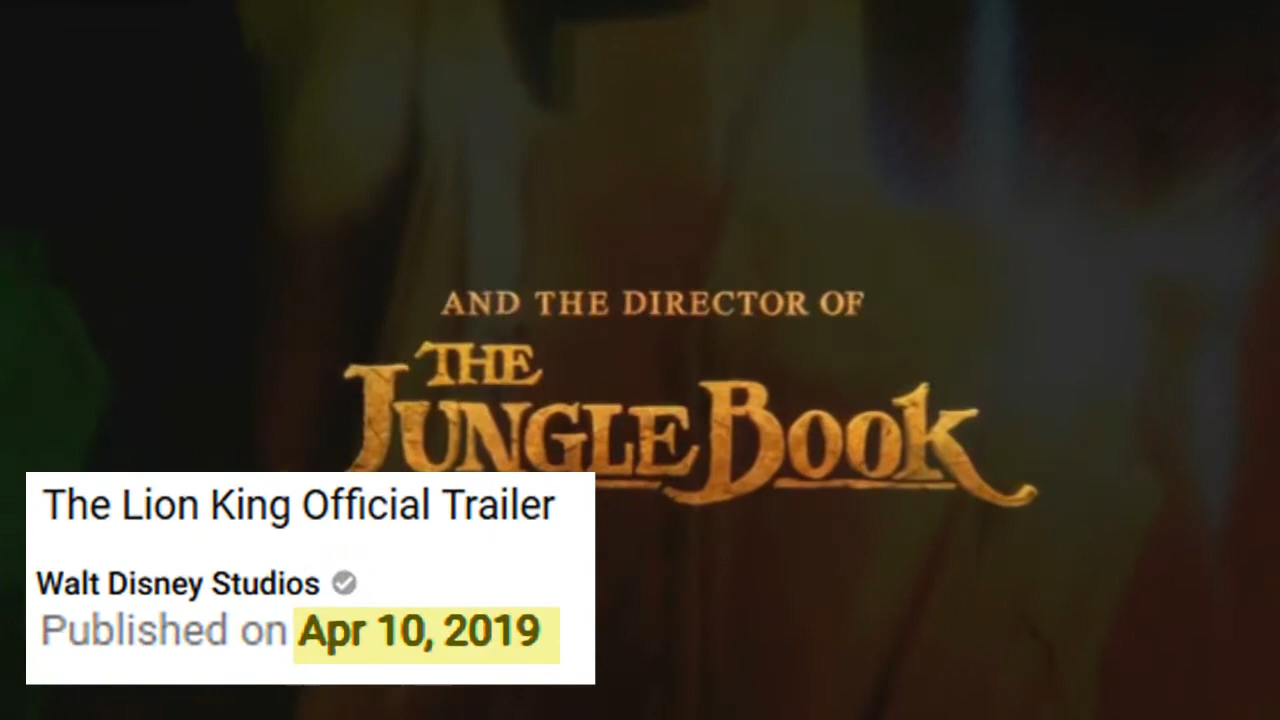 AND THE DIRECTOR OF
THE
JUNGLE BOOK
The Lion King Official Trailer
Walt Disney Studios
Published on Apr 10, 2019